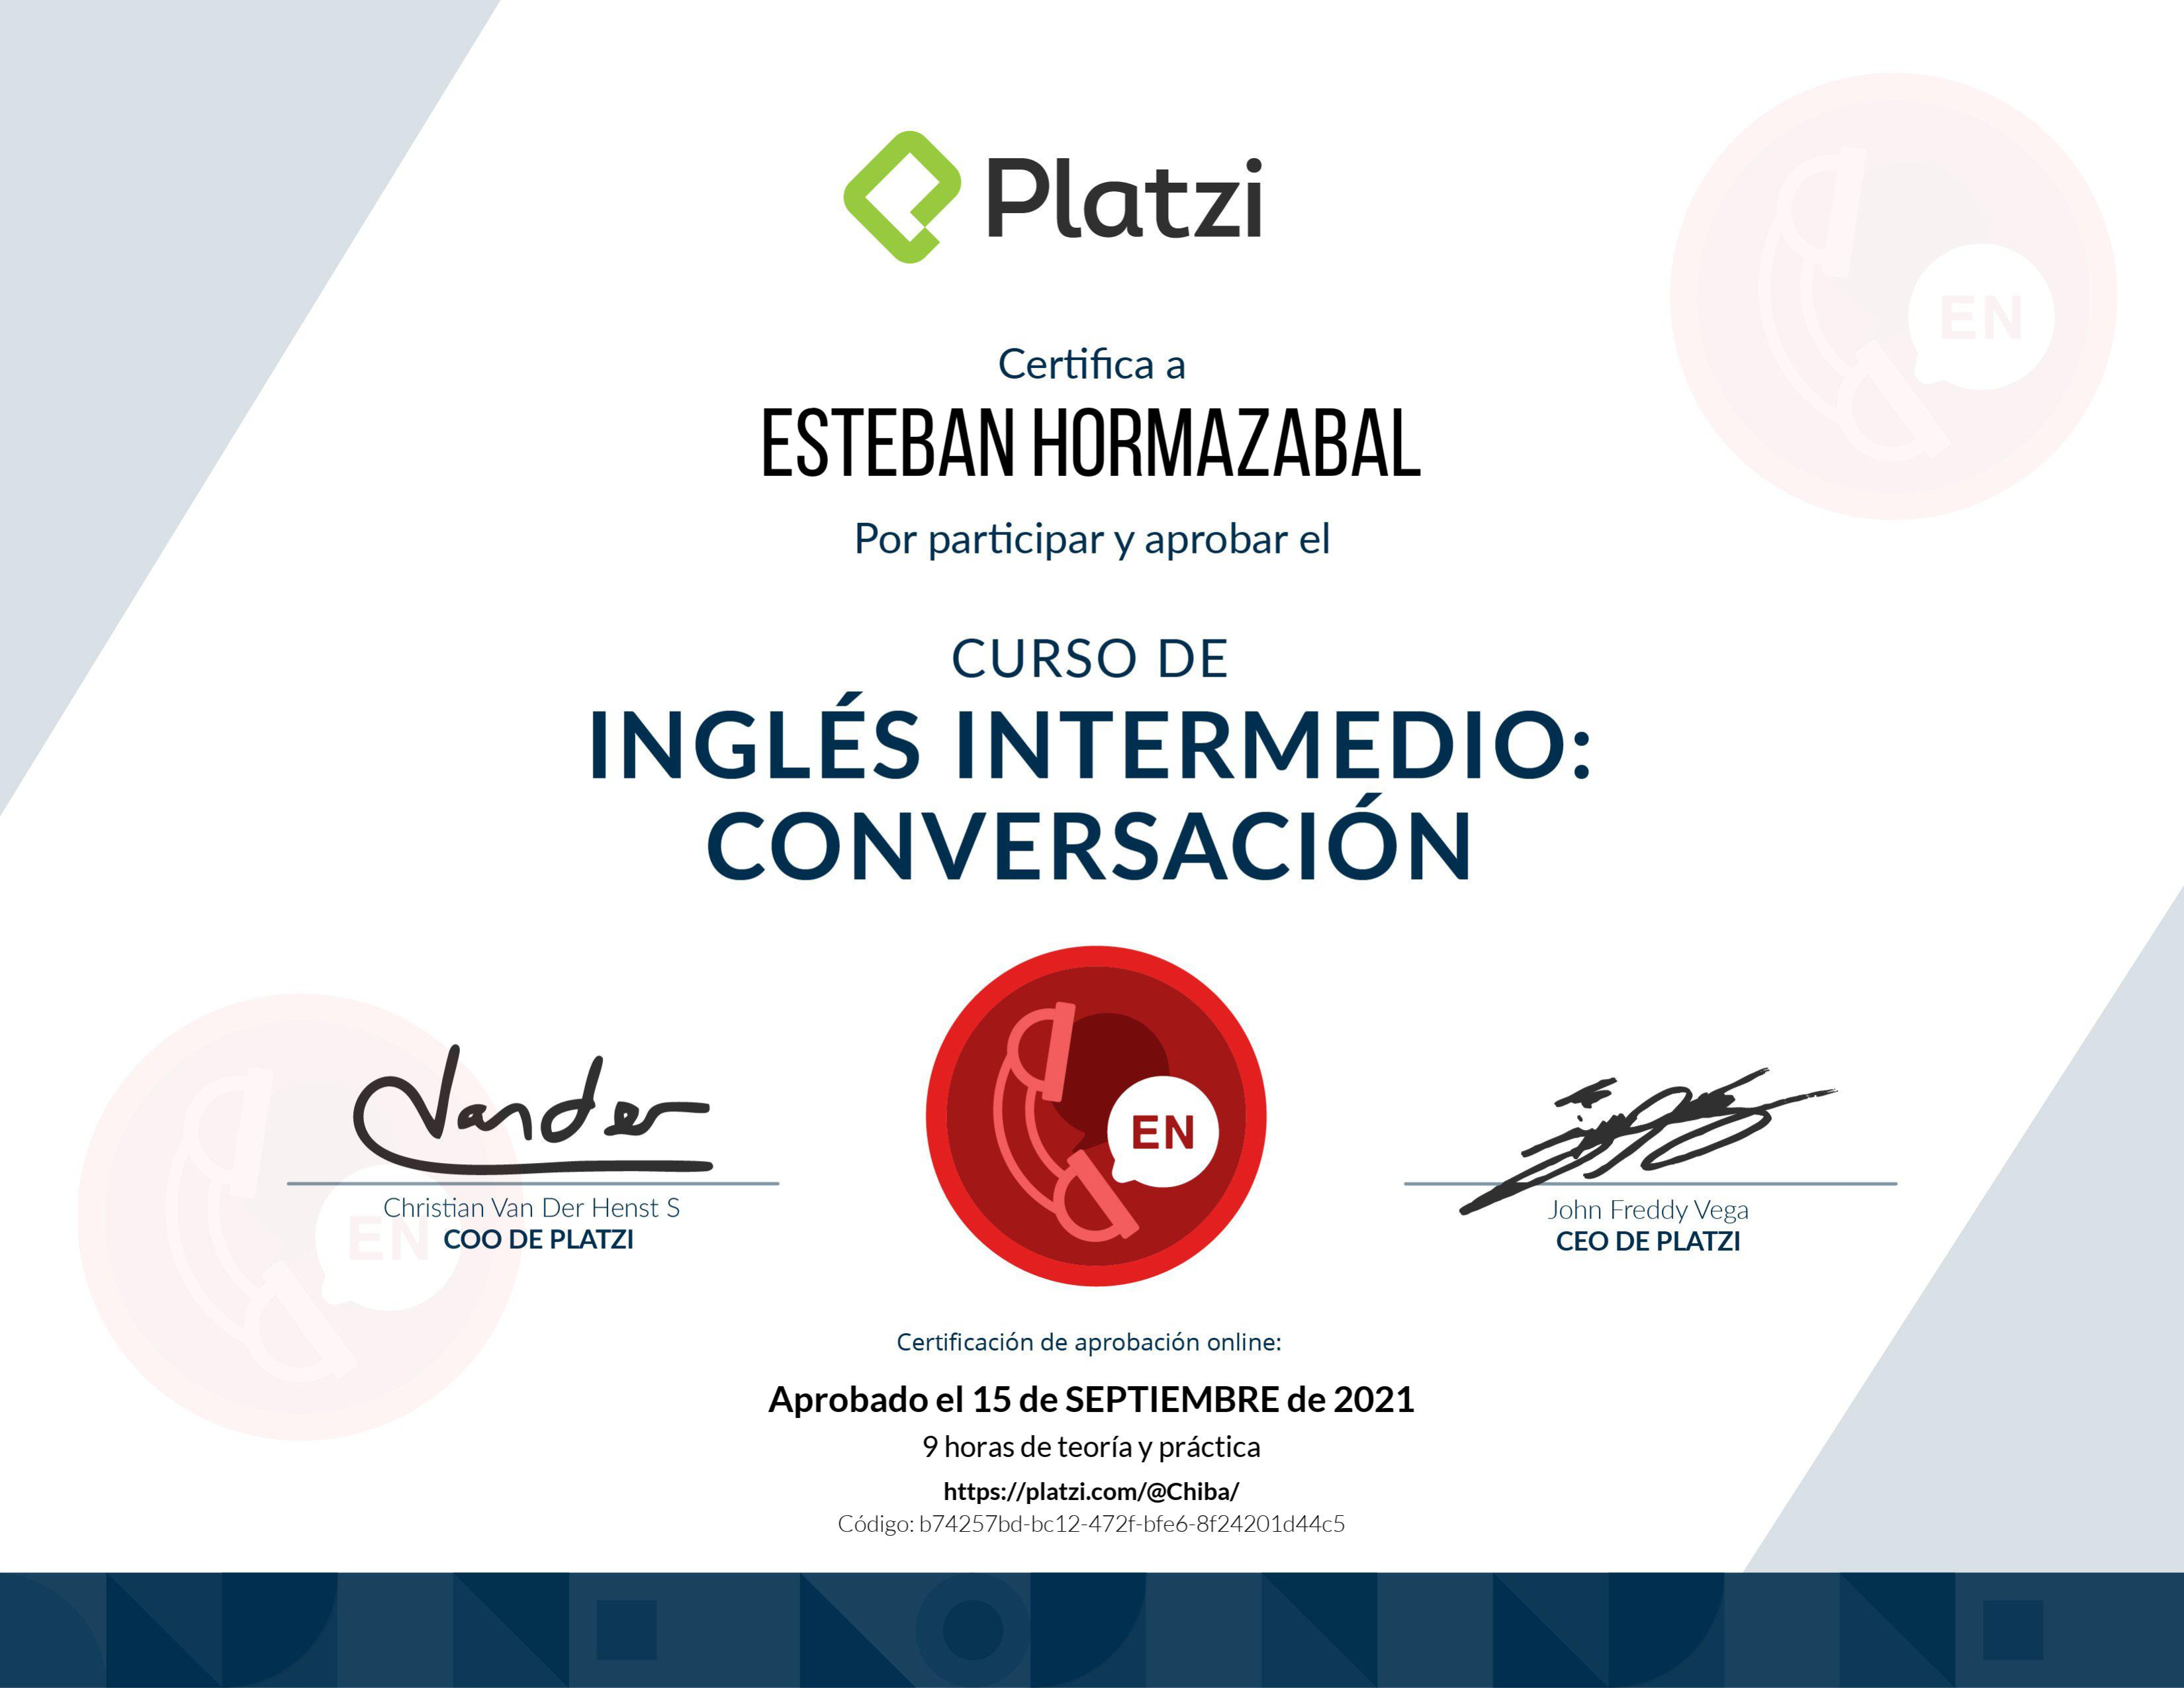 Platzi
Certifica a
ESTEBAN HORMAZABAL
Por participar y aprobar el
CURSO DE
INGLÉS INTERMEDIO:
CONVERSACIÓN
EN
EN
EN
Vander
Christian Van Der Henst S
COO DE PLATZI
John Freddy Vega
CEO DE PLATZI
Certificación de aprobación online:
Aprobado el 15 de SEPTIEMBRE de 2021
9 horas de teoría y práctica
https://platzi.com/@Chiba/
Código: b74257bd-bc12-472f-bfe6-8f24201d44c5